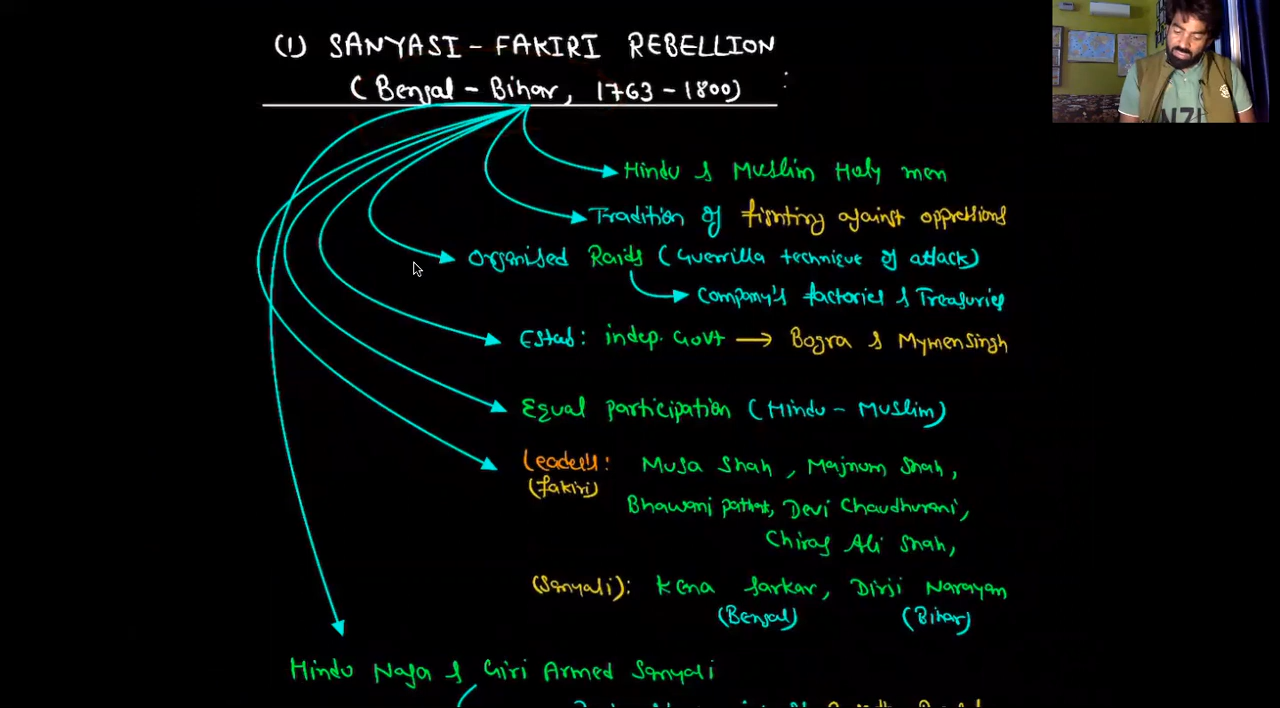 (1) SANYASI - FAKIRI REBELLION
(Bengal - Bihar, 1763 - 1800) :
Hindu & Muslim Holy men
Tradition of fighting against oppressions
Organised Raids (Guerrilla technique of attack)
Company's factories & Treasuries
Estab: indep. Govt → Bogra & Mymensingh
Equal participation (Hindu - Muslim)
Leader's: Musa Shah, Majnum Shah,
(fakiri)
Bhawani pathak, Devi Chaudhurani,
Chirag Ali Shah,
(Sanyasi): Kena Sarkar, Dirji Narayan
(Bengal) (Bihar)
Hindu Naga & Giri Armed Sanyasi